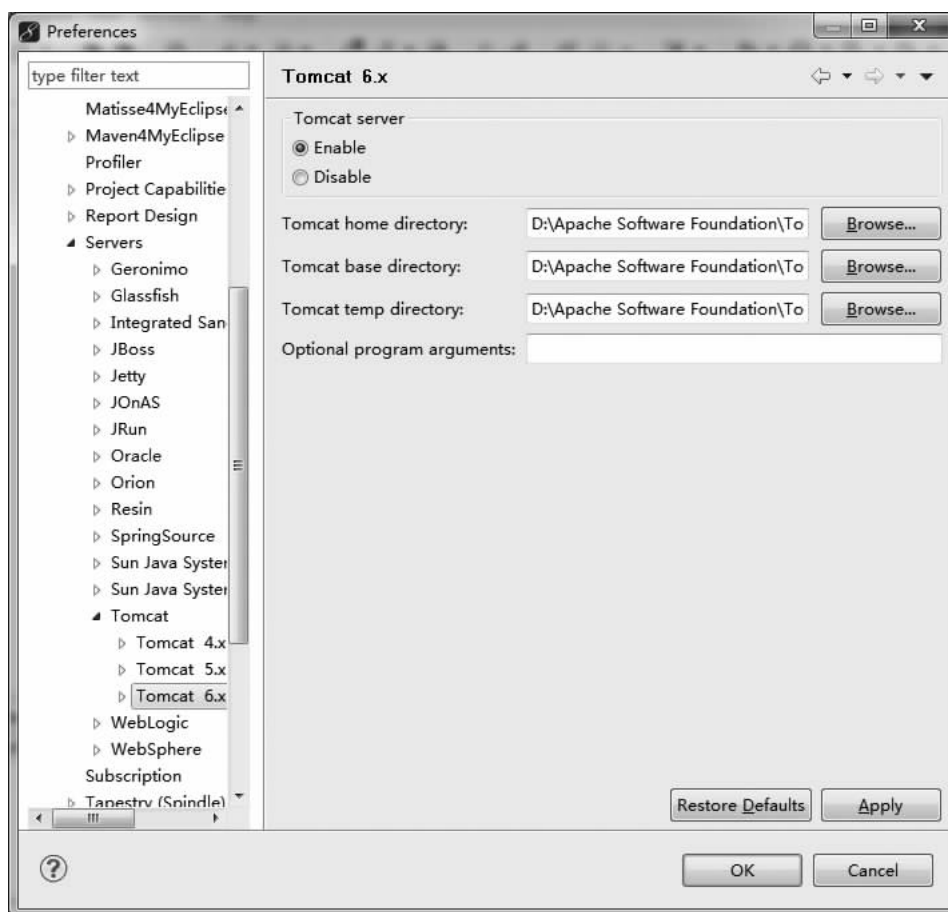 Preferences
type filter text
Matisse4MyEclipse
Maven4MyEclipse
Profiler
Project Capabilitie
Report Design
Servers
Geronimo
Glassfish
Integrated San
JBoss
Jetty
JOnAS
JRun
Oracle
Orion
Resin
SpringSource
Sun Java System
Sun Java System
Tomcat
Tomcat 4.x
Tomcat 5.x
Tomcat 6.x
WebLogic
WebSphere
Subscription
Tapestry (Spindle)
Tomcat 6.x
Tomcat server
Enable
Disable
Tomcat home directory:
D:\Apache Software Foundation\To
Browse...
Tomcat base directory:
D:\Apache Software Foundation\To
Browse...
Tomcat temp directory:
D:\Apache Software Foundation\To
Browse...
Optional program arguments:
Restore Defaults
Apply
OK
Cancel